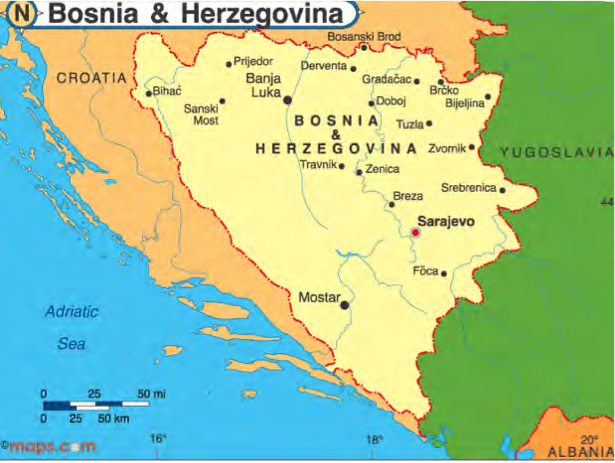 N Bosnia & Herzegovina
Bosanski Brod
CROATIA
Prijedor
Derventa
Banja
Luka
Gradačac
Brčko
Bihać
Sanski
Most
Doboj
Bijeljina
BOSNIA
&
HERZEGOVINA
Tuzla
Zvornik
YUGOSLAVIA
Travnik
Zenica
Srebrenica
Breza
44
Sarajevo
Föca
Mostar
Adriatic
Sea
0 25 50 mi
0 25 50 km
©maps.com
16°
18°
20°
ALBANIA